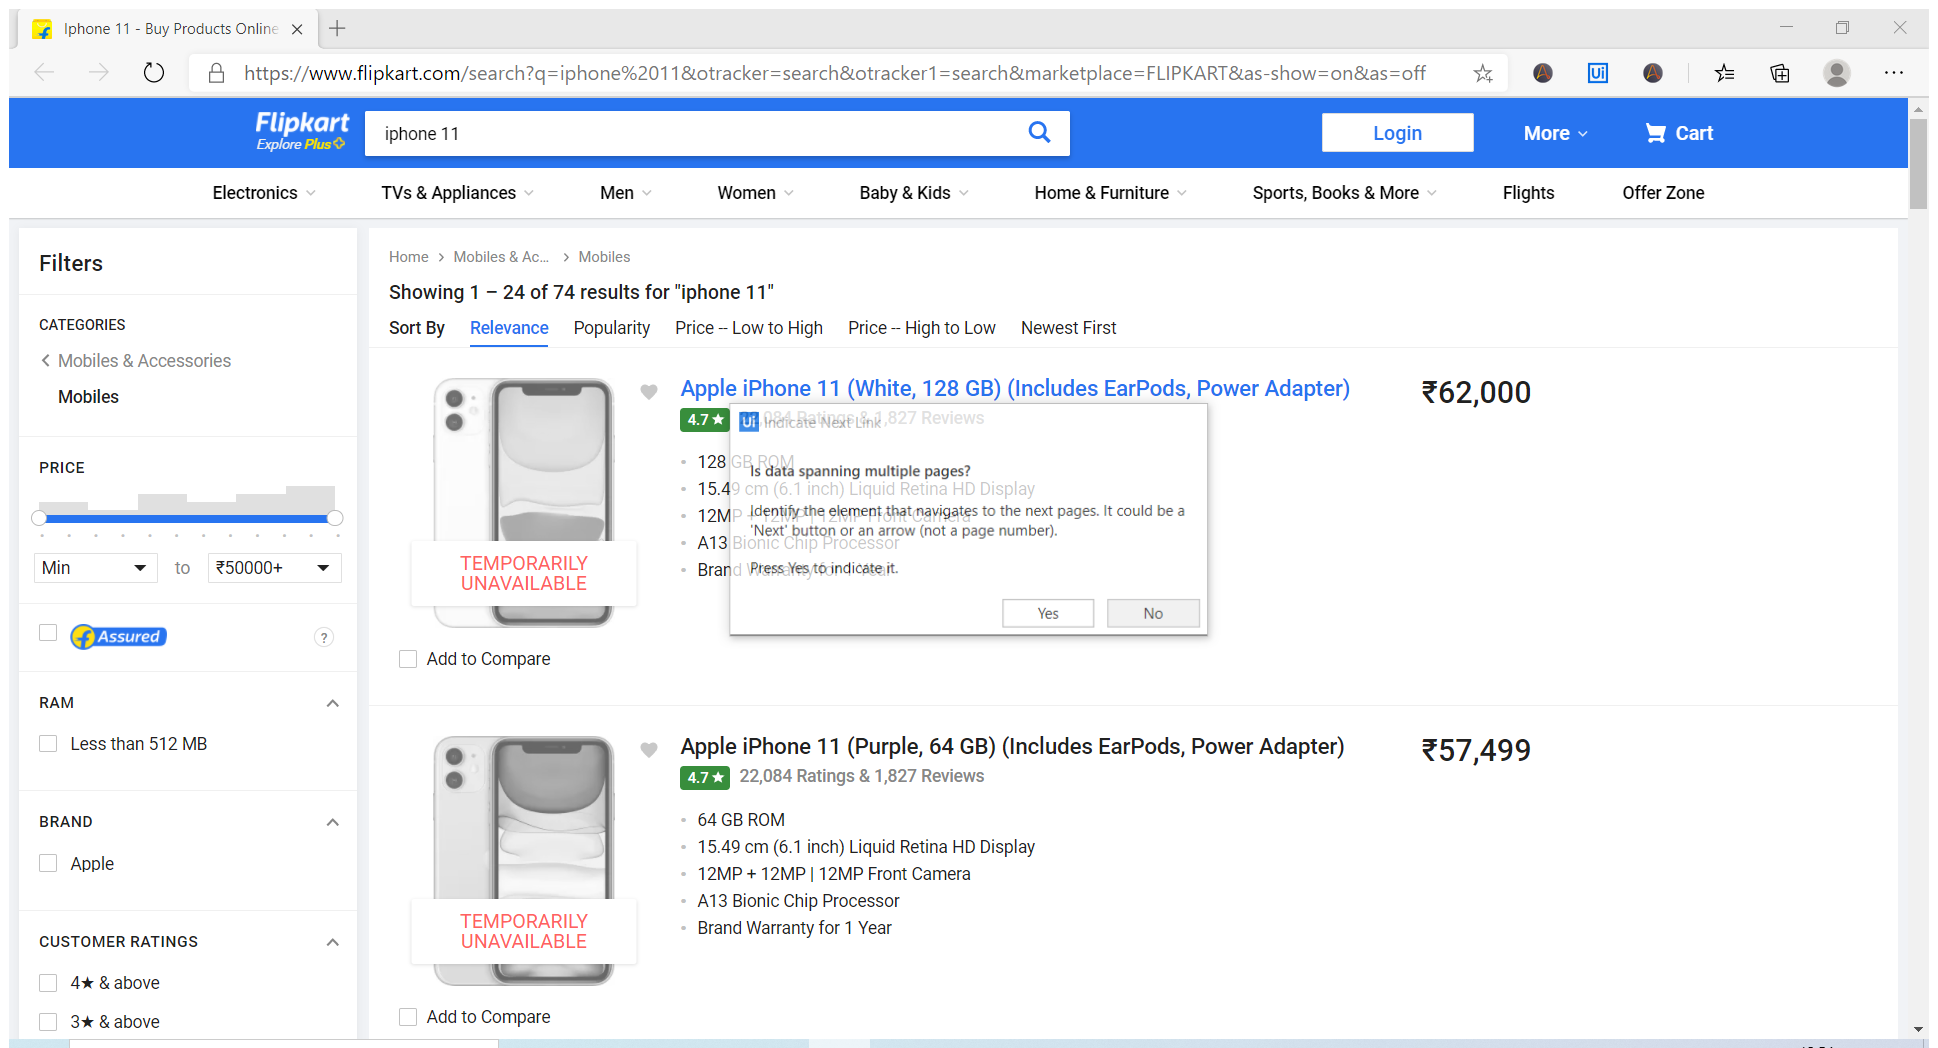 Iphone 11 - Buy Products Online
https://www.flipkart.com/search?q=iphone%2011&otracker=search&otracker1=search&marketplace=FLIPKART&as-show=on&as=off
Flipkart
Explore Plus
iphone 11
Login
More
Cart
Electronics
TVs & Appliances
Men
Women
Baby & Kids
Home & Furniture
Sports, Books & More
Flights
Offer Zone
Filters
CATEGORIES
Mobiles & Accessories
Mobiles
PRICE
Min
to
₹50000+
Assured
?
RAM
Less than 512 MB
BRAND
Apple
CUSTOMER RATINGS
4★ & above
3★ & above
Home > Mobiles & Ac... > Mobiles
Showing 1 – 24 of 74 results for "iphone 11"
Sort By Relevance Popularity Price -- Low to High Price -- High to Low Newest First
Apple iPhone 11 (White, 128 GB) (Includes EarPods, Power Adapter)
₹62,000
4.7★ ,084 Ratings & 1,827 Reviews
128 GB ROM
15.49 cm (6.1 inch) Liquid Retina HD Display
12MP + 12MP | 12MP Front Camera
A13 Bionic Chip Processor
Brand Warranty for 1 Year
TEMPORARILY
UNAVAILABLE
Add to Compare
Ui Indicate Next Link
Is data spanning multiple pages?
Identify the element that navigates to the next pages. It could be a
'Next' button or an arrow (not a page number).
Press Yes to indicate it.
Yes
No
Apple iPhone 11 (Purple, 64 GB) (Includes EarPods, Power Adapter)
₹57,499
4.7★ 22,084 Ratings & 1,827 Reviews
64 GB ROM
15.49 cm (6.1 inch) Liquid Retina HD Display
12MP + 12MP | 12MP Front Camera
A13 Bionic Chip Processor
Brand Warranty for 1 Year
TEMPORARILY
UNAVAILABLE
Add to Compare